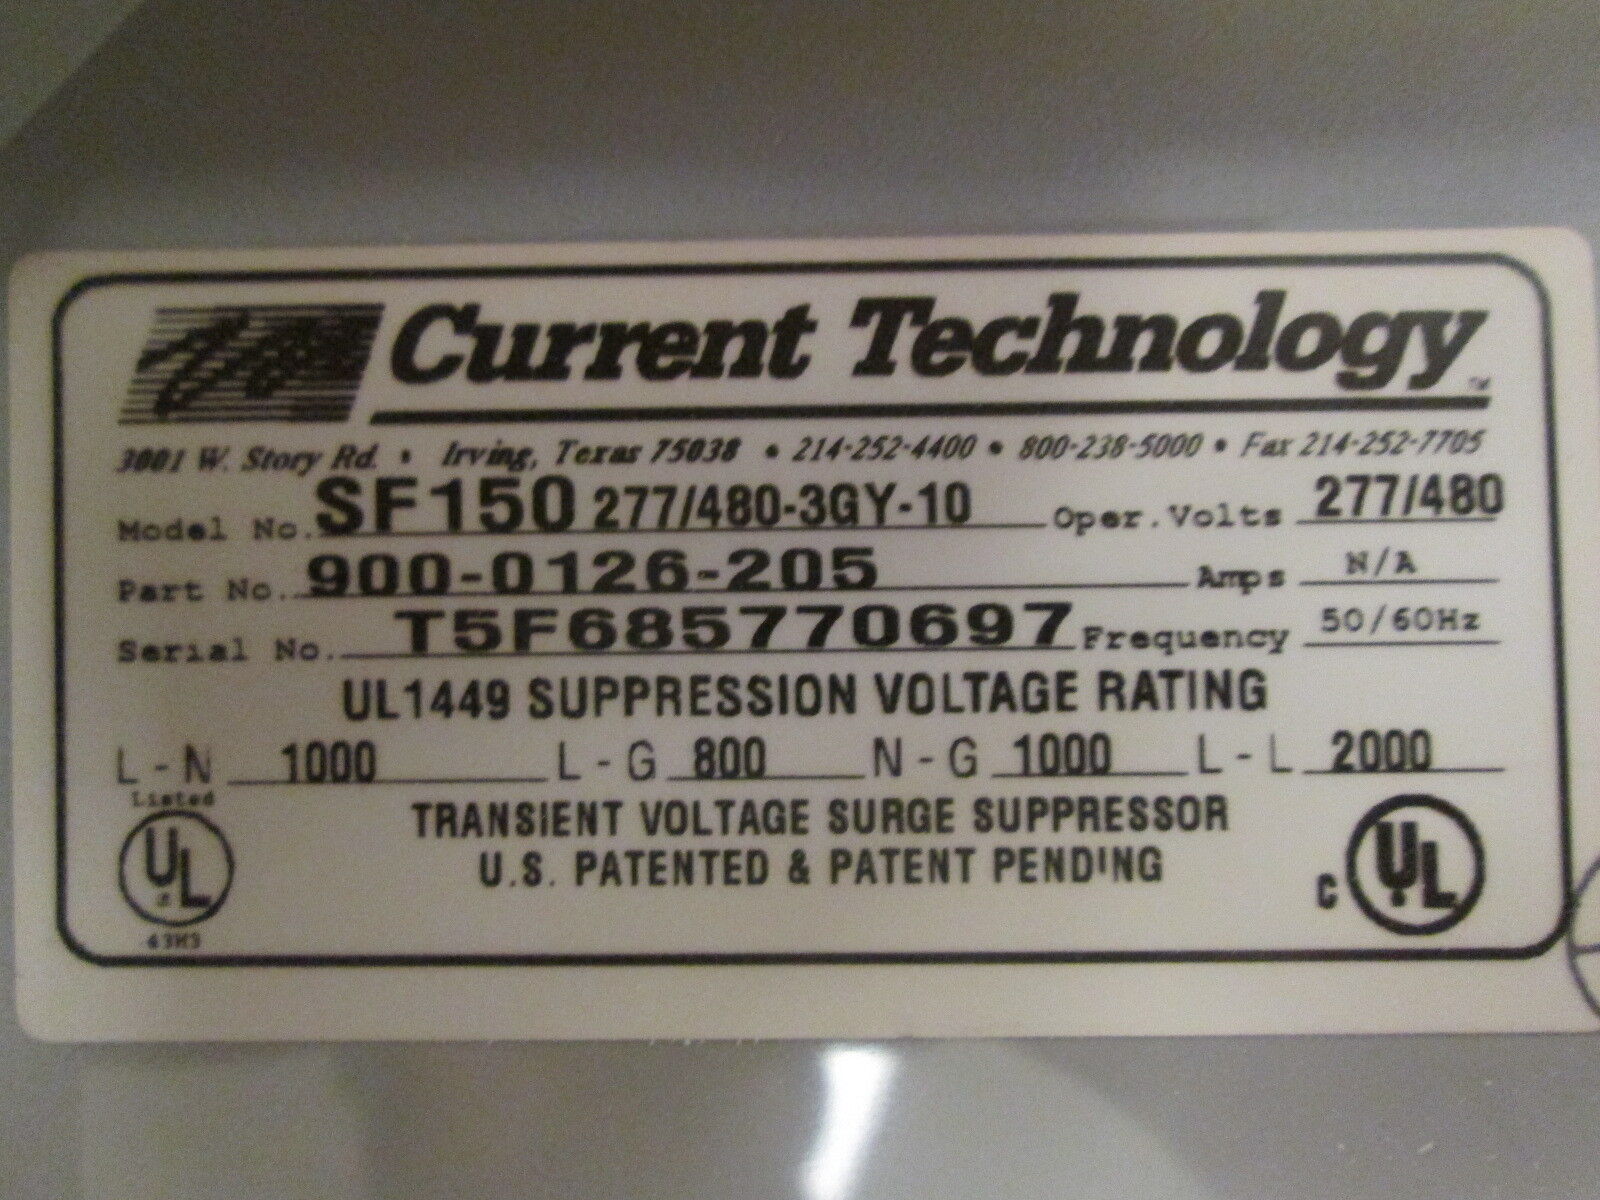 Current Technology™
3001 W. Story Rd. • Irving, Texas 75038 • 214-252-4400 • 800-238-5000 • Fax 214-252-7705
Model No. SF150 277/480-3GY-10 Oper.Volts 277/480
Part No. 900-0126-205 Amps N/A
Serial No. T5F685770697 Frequency 50/60Hz
UL1449 SUPPRESSION VOLTAGE RATING
L-N 1000 L-G 800 N-G 1000 L-L 2000
Listed
UL
43H3
TRANSIENT VOLTAGE SURGE SUPPRESSOR
U.S. PATENTED & PATENT PENDING
C UL